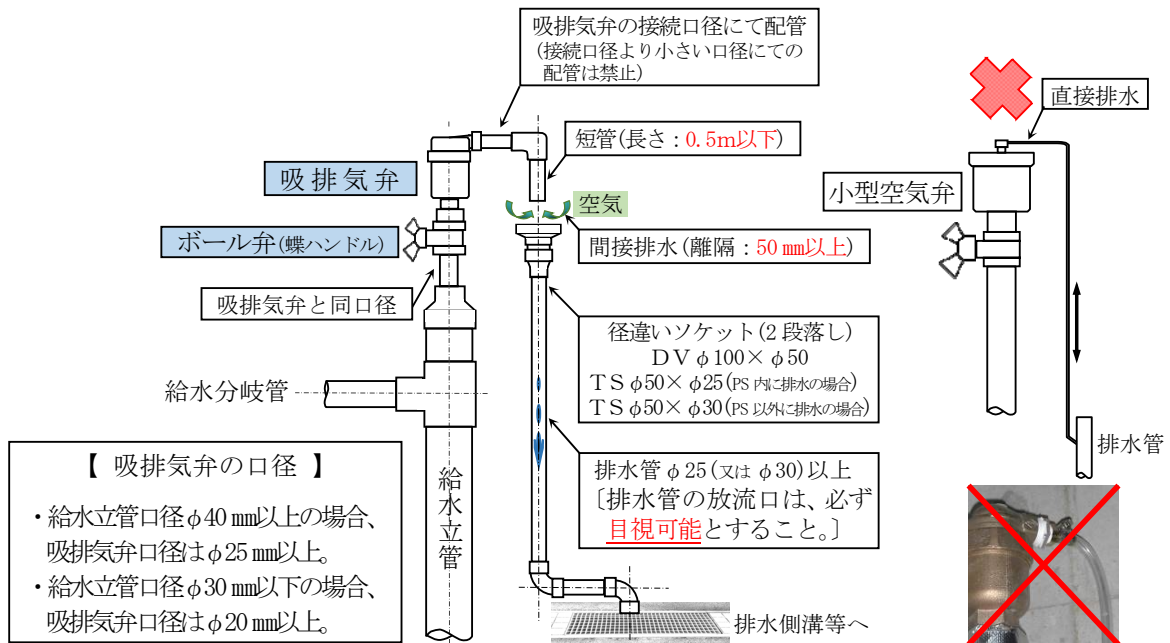 吸排気弁の接続口径にて配管
(接続口径より小さい口径にての
配管は禁止)
直接排水
短管(長さ：0.5m以下)
吸排気弁
空気
小型空気弁
ボール弁(蝶ハンドル)
間接排水(離隔：50㎜以上)
吸排気弁と同口径
径違いソケット(2段落し)
ＤＶφ100×φ50
ＴＳφ50×φ25(PS内に排水の場合)
ＴＳφ50×φ30(PS以外に排水の場合)
給水分岐管
排水管
【 吸排気弁の口径 】
・給水立管口径φ40㎜以上の場合、
吸排気弁口径はφ25㎜以上。
・給水立管口径φ30㎜以下の場合、
吸排気弁口径はφ20㎜以上。
給水立管
排水管φ25(又はφ30)以上
〔排水管の放流口は、必ず
目視可能とすること。〕
排水側溝等へ